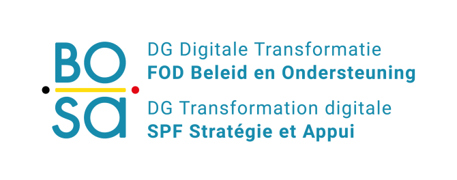 BO
sa
DG Digitale Transformatie
FOD Beleid en Ondersteuning
DG Transformation digitale
SPF Stratégie et Appui